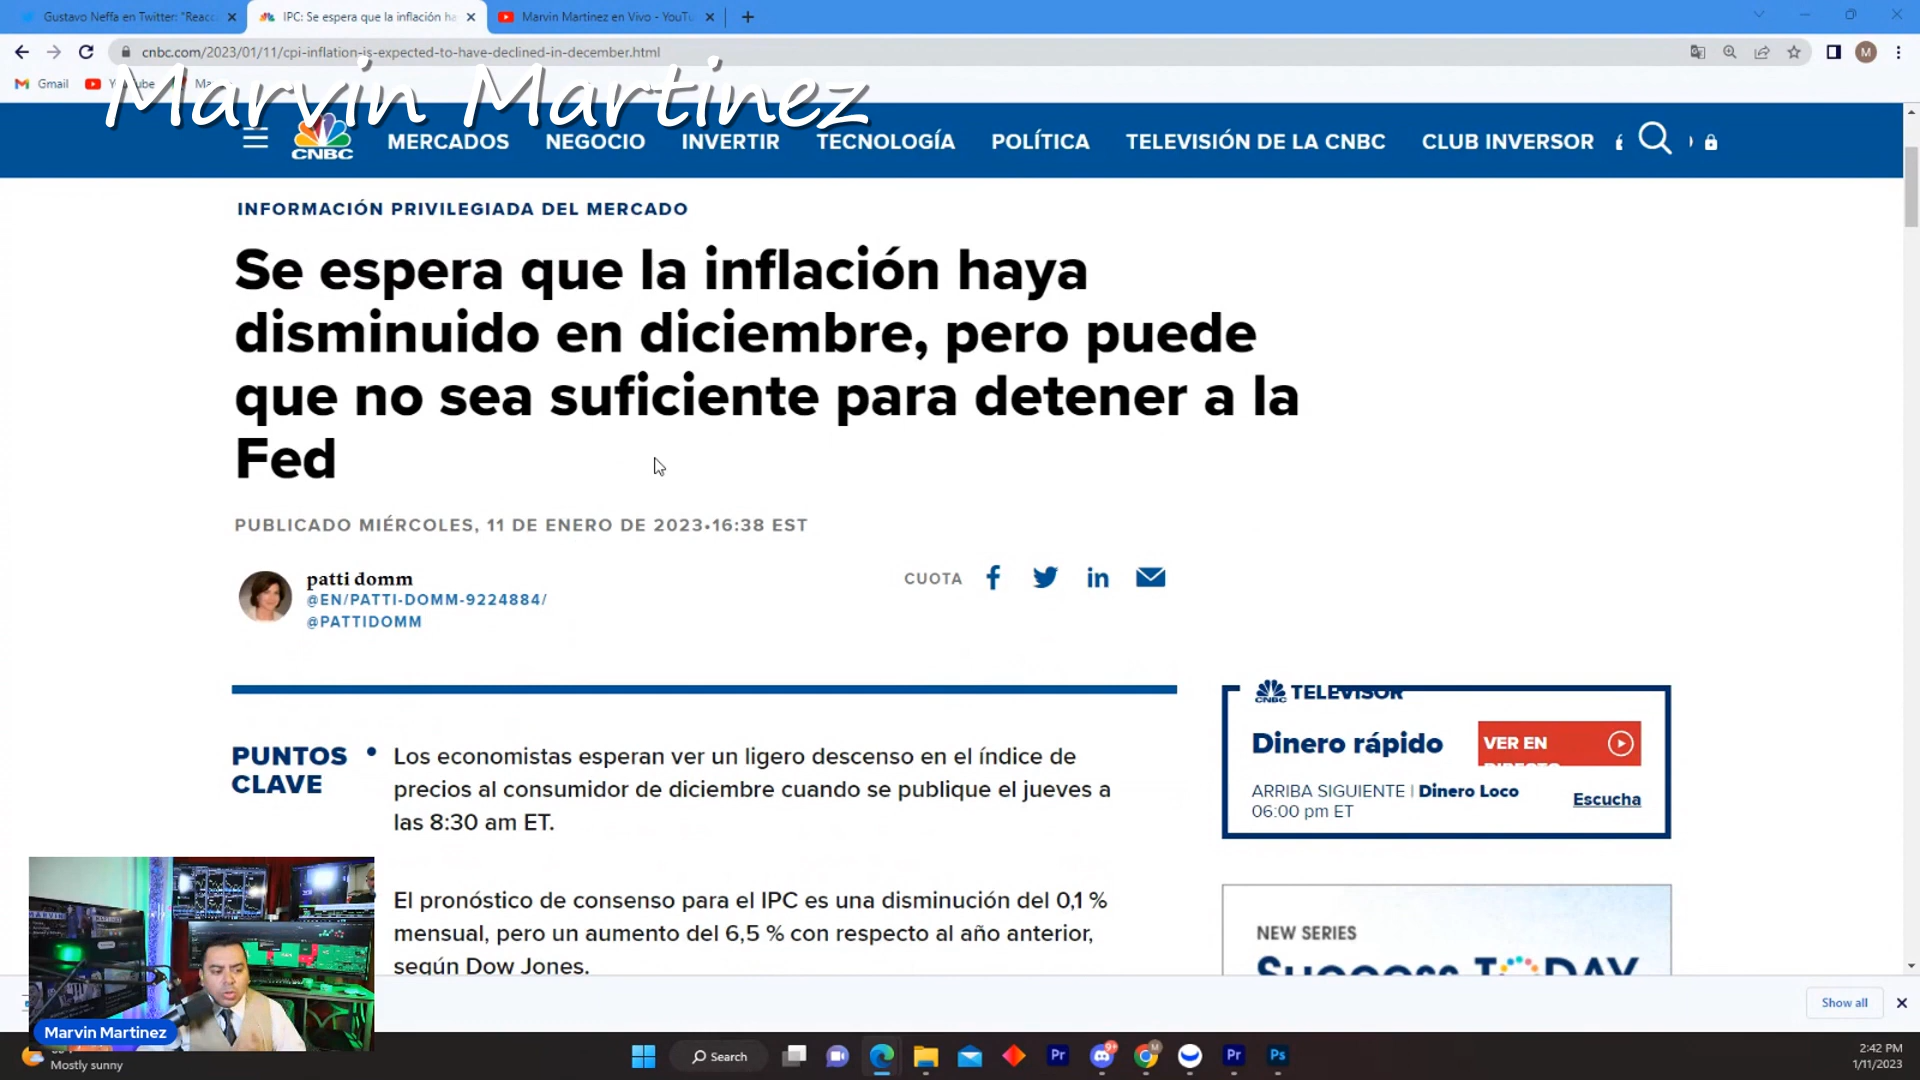 Gustavo Neffa en Twitter: "Reacc
IPC: Se espera que la inflación ha
Marvin Martinez en Vivo - YouTu
cnbc.com/2023/01/11/cpi-inflation-is-expected-to-have-declined-in-december.html
M
Gmail
Marvin Martinez
CNBC
MERCADOS
NEGOCIO
INVERTIR
TECNOLOGÍA
POLÍTICA
TELEVISIÓN DE LA CNBC
CLUB INVERSOR
INFORMACIÓN PRIVILEGIADA DEL MERCADO
Se espera que la inflación haya
disminuido en diciembre, pero puede
que no sea suficiente para detener a la
Fed
PUBLICADO MIÉRCOLES, 11 DE ENERO DE 2023•16:38 EST
patti domm
@EN/PATTI-DOMM-9224884/
@PATTIDOMM
CUOTA
PUNTOS
CLAVE
• Los economistas esperan ver un ligero descenso en el índice de
precios al consumidor de diciembre cuando se publique el jueves a
las 8:30 am ET.
El pronóstico de consenso para el IPC es una disminución del 0,1 %
mensual, pero un aumento del 6,5 % con respecto al año anterior,
según Dow Jones.
CNBC TELEVISOR
Dinero rápido
VER EN
DIRECTO
ARRIBA SIGUIENTE | Dinero Loco
06:00 pm ET
Escucha
NEW SERIES
Success TODAY
Show all
Marvin Martinez
Mostly sunny
Search
Pr
9+
M
Pr
Ps
2:42 PM
1/11/2023